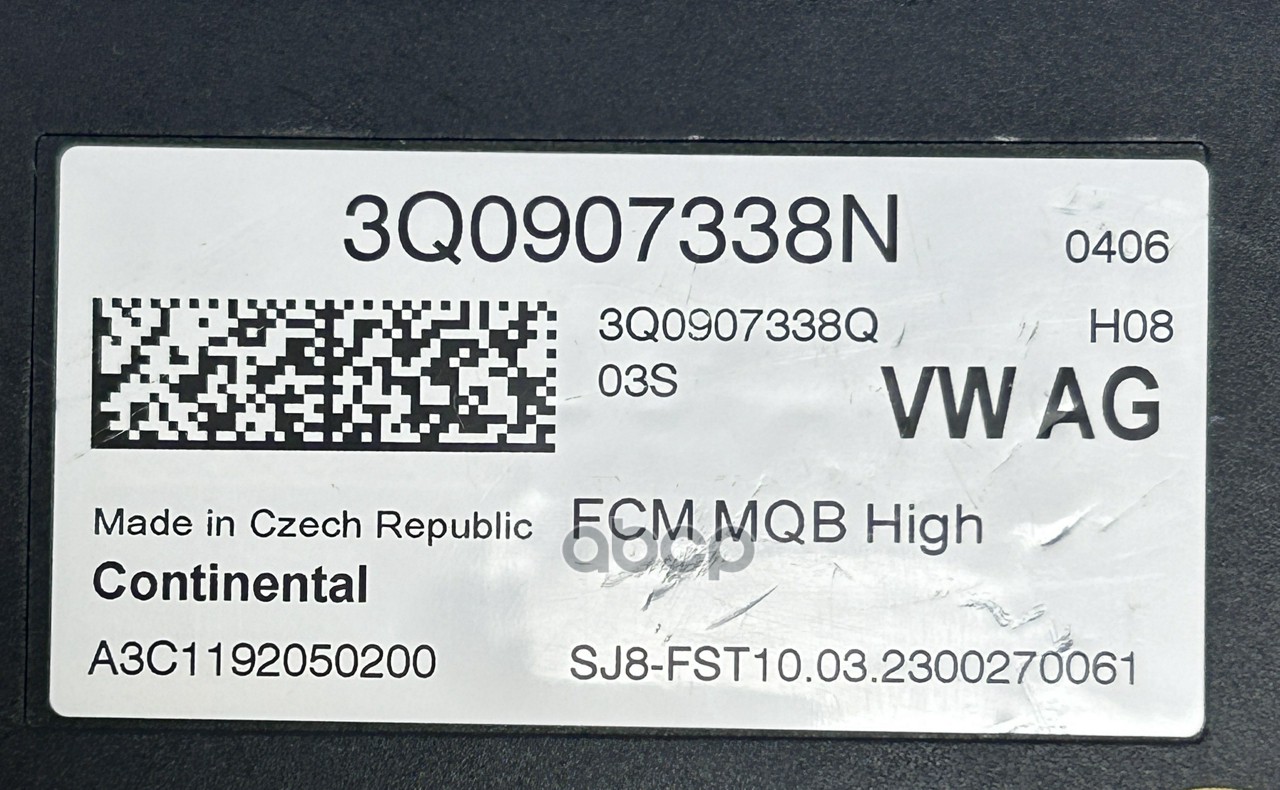 3Q0907338N
0406
3Q0907338Q
H08
03S
VW AG
Made in Czech Republic
FCM MQB High
abcp
Continental
A3C1192050200
SJ8-FST10.03.2300270061